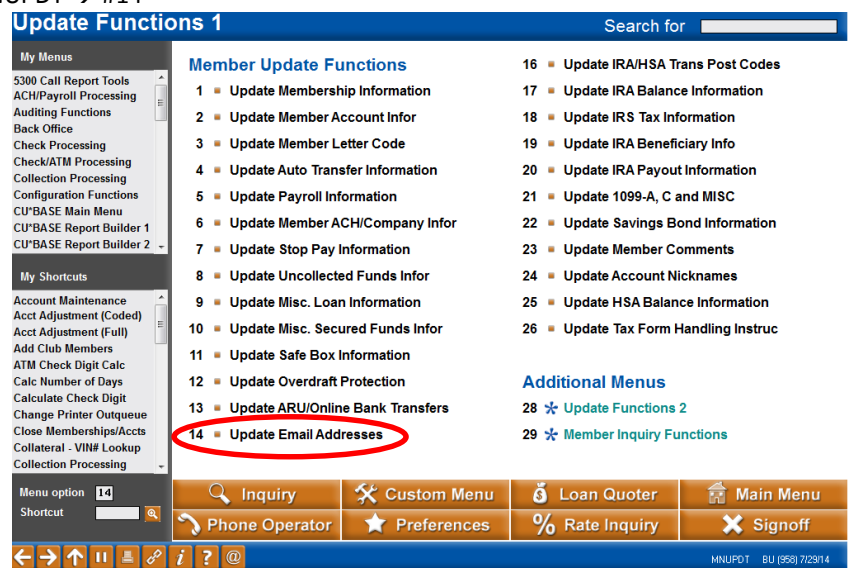 Update Functions 1
Search for
My Menus
5300 Call Report Tools
ACH/Payroll Processing
Auditing Functions
Back Office
Check Processing
Check/ATM Processing
Collection Processing
Configuration Functions
CU*BASE Main Menu
CU*BASE Report Builder 1
CU*BASE Report Builder 2
My Shortcuts
Account Maintenance
Acct Adjustment (Coded)
Acct Adjustment (Full)
Add Club Members
ATM Check Digit Calc
Calc Number of Days
Calculate Check Digit
Change Printer Outqueue
Close Memberships/Accts
Collateral - VIN# Lookup
Collection Processing
Menu option 14
Shortcut
Member Update Functions
1 Update Membership Information
2 Update Member Account Infor
3 Update Member Letter Code
4 Update Auto Transfer Information
5 Update Payroll Information
6 Update Member ACH/Company Infor
7 Update Stop Pay Information
8 Update Uncollected Funds Infor
9 Update Misc. Loan Information
10 Update Misc. Secured Funds Infor
11 Update Safe Box Information
12 Update Overdraft Protection
13 Update ARU/Online Bank Transfers
14 Update Email Addresses
16 Update IRA/HSA Trans Post Codes
17 Update IRA Balance Information
18 Update IRS Tax Information
19 Update IRA Beneficiary Info
20 Update IRA Payout Information
21 Update 1099-A, C and MISC
22 Update Savings Bond Information
23 Update Member Comments
24 Update Account Nicknames
25 Update HSA Balance Information
26 Update Tax Form Handling Instruc
Additional Menus
28 Update Functions 2
29 Member Inquiry Functions
Inquiry
Custom Menu
Loan Quoter
Main Menu
Phone Operator
Preferences
Rate Inquiry
Signoff
MNUPDT BU (958) 7/29/14